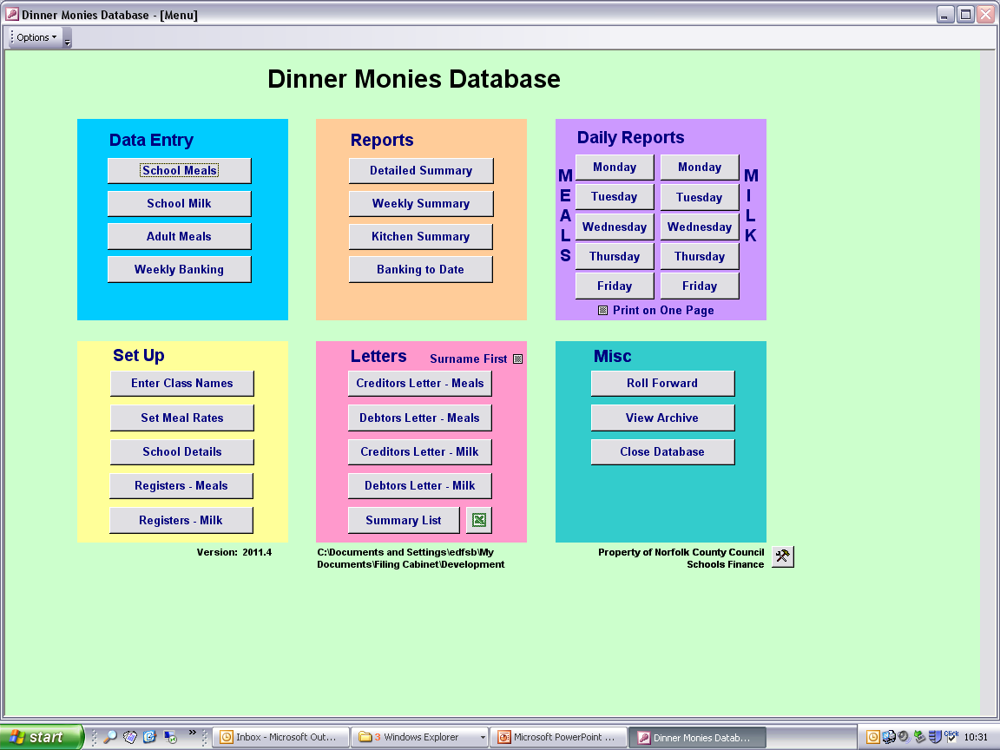 Dinner Monies Database - [Menu]
Options
Dinner Monies Database
Data Entry
School Meals
School Milk
Adult Meals
Weekly Banking
Reports
Detailed Summary
Weekly Summary
Kitchen Summary
Banking to Date
Daily Reports
MEALS
Monday
Tuesday
Wednesday
Thursday
Friday
Monday
Tuesday
Wednesday
Thursday
Friday
MILK
Print on One Page
Set Up
Enter Class Names
Set Meal Rates
School Details
Registers - Meals
Registers - Milk
Letters
Surname First
Creditors Letter - Meals
Debtors Letter - Meals
Creditors Letter - Milk
Debtors Letter - Milk
Summary List
Misc
Roll Forward
View Archive
Close Database
Version: 2011.4
C:\Documents and Settings\edfsb\My
Documents\Filing Cabinet\Development
Property of Norfolk County Council
Schools Finance
start
»
Inbox - Microsoft Out...
3 Windows Explorer
Microsoft PowerPoint ...
Dinner Monies Datab...
Click
10:31